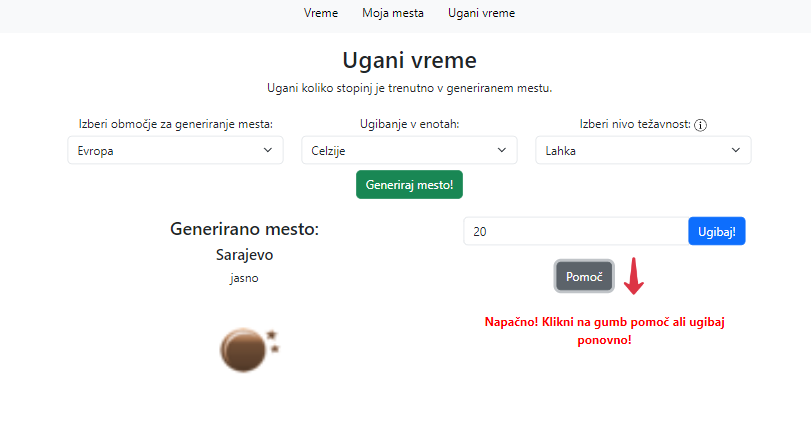 Vreme Moja mesta Ugani vreme
Ugani vreme
Ugani koliko stopinj je trenutno v generiranem mestu.
Izberi območje za generiranje mesta: Ugibanje v enotah: Izberi nivo težavnost:
Evropa Celzije Lahka
Generiraj mesto!
Generirano mesto:
Sarajevo
jasno
20 Ugibaj!
Pomoč
Napačno! Klikni na gumb pomoč ali ugibaj
ponovno!